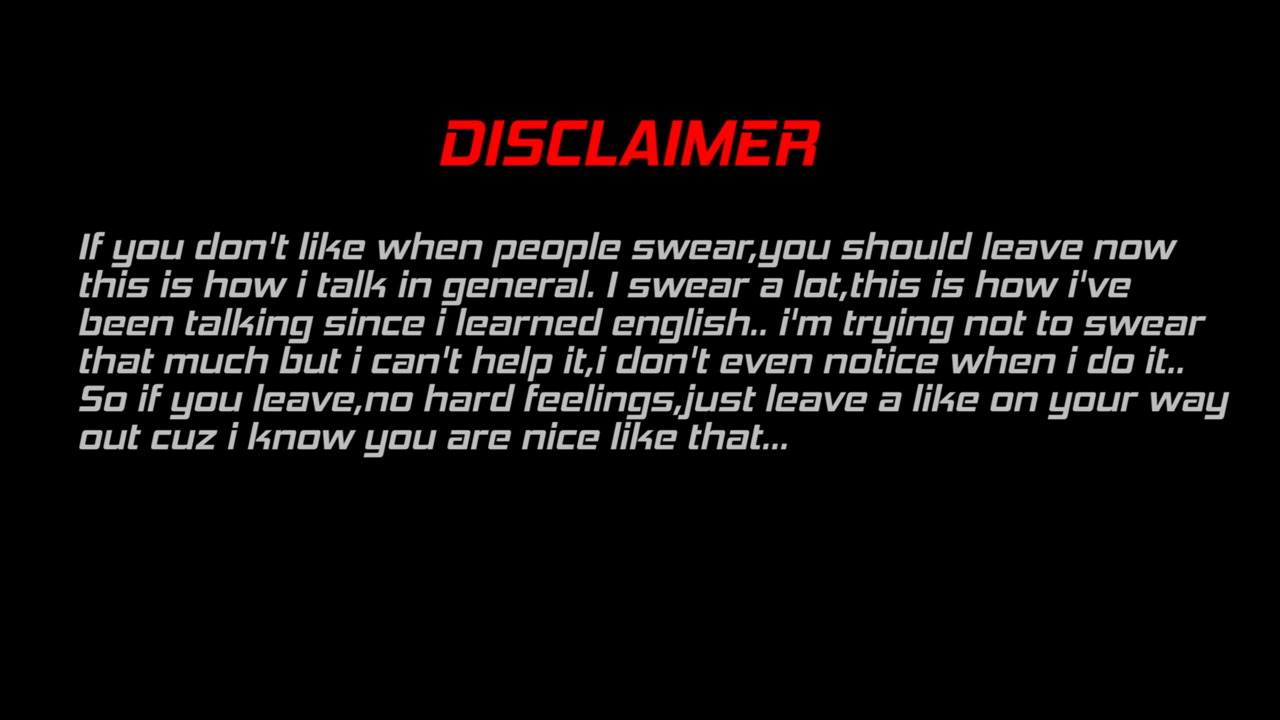 DISCLAIMER
If you don't like when people swear,you should leave now
this is how i talk in general. I swear a lot,this is how i've
been talking since i learned english.. i'm trying not to swear
that much but i can't help it,i don't even notice when i do it..
So if you leave,no hard feelings,just leave a like on your way
out cuz i know you are nice like that...